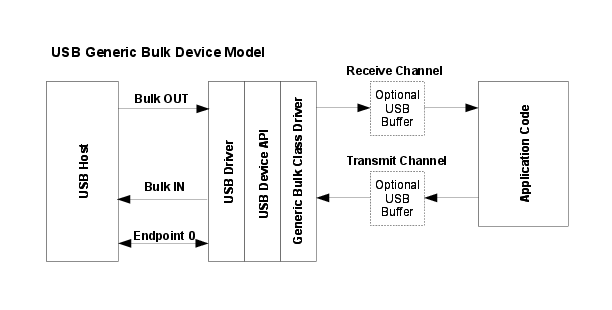 USB Generic Bulk Device Model
Receive Channel
Bulk OUT
Optional
USB
Buffer
USB Host
USB Driver
USB Device API
Generic Bulk Class Driver
Application Code
Transmit Channel
Bulk IN
Optional
USB
Buffer
Endpoint 0